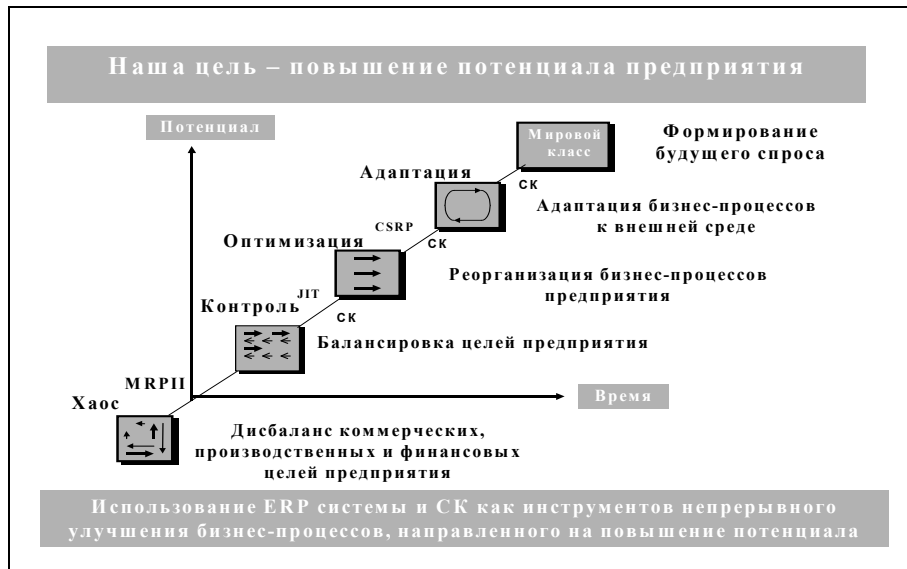 Наша цель – повышение потенциала предприятия
Потенциал
Мировой
класс
Формирование
будущего спроса
Адаптация
СК
Адаптация бизнес-процессов
к внешней среде
CSRP
СК
Оптимизация
Реорганизация бизнес-процессов
предприятия
JIT
Контроль
СК
Балансировка целей предприятия
MRPII
Хаос
Время
Дисбаланс коммерческих,
производственных и финансовых
целей предприятия
Использование ERP системы и СК как инструментов непрерывного
улучшения бизнес-процессов, направленного на повышение потенциала